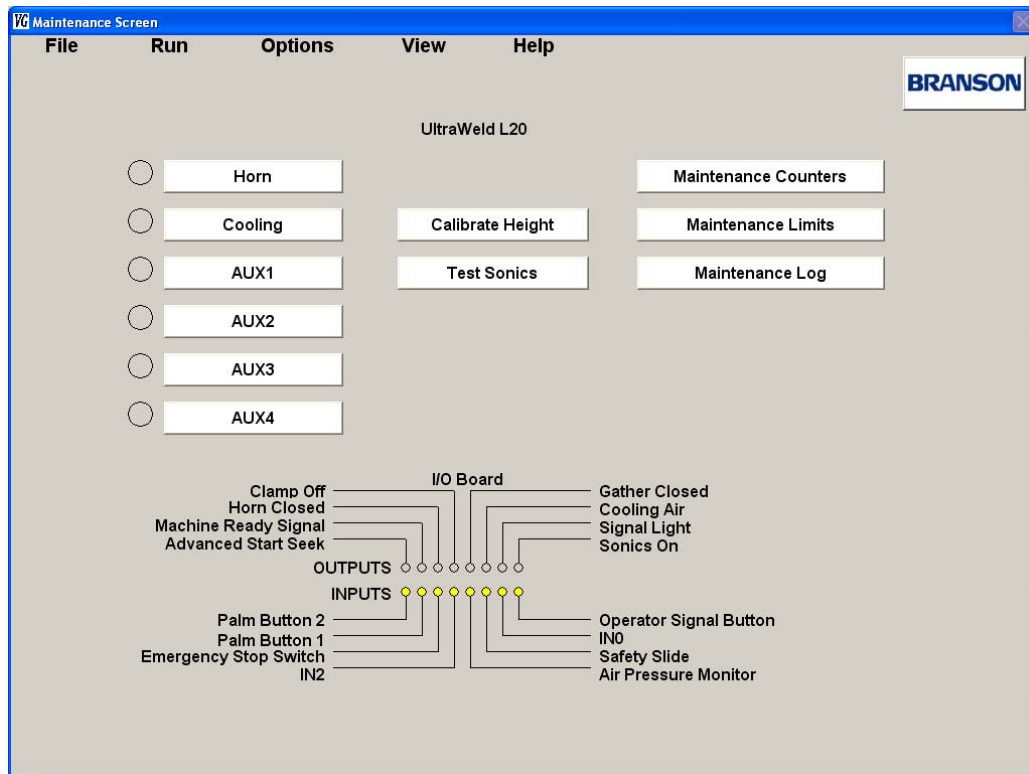 VG Maintenance Screen
File Run Options View Help
BRANSON
UltraWeld L20
Horn
Cooling
AUX1
AUX2
AUX3
AUX4
Calibrate Height
Test Sonics
Maintenance Counters
Maintenance Limits
Maintenance Log
I/O Board
Clamp Off
Horn Closed
Machine Ready Signal
Advanced Start Seek
Gather Closed
Cooling Air
Signal Light
Sonics On
OUTPUTS
INPUTS
Palm Button 2
Palm Button 1
Emergency Stop Switch
IN2
Operator Signal Button
IN0
Safety Slide
Air Pressure Monitor